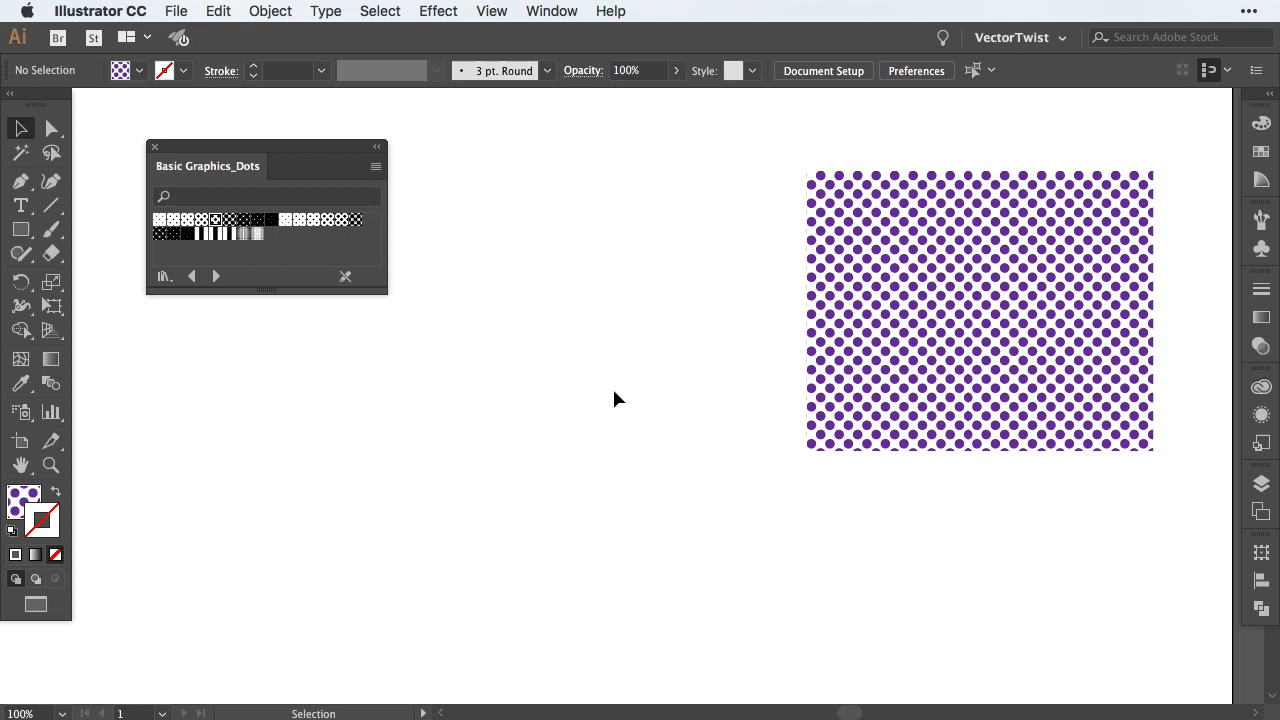 Illustrator CC File Edit Object Type Select Effect View Window Help
Ai Br St VectorTwist Search Adobe Stock
No Selection Stroke: 3 pt. Round Opacity: 100% Style: Document Setup Preferences
Basic Graphics_Dots
100% 1 Selection